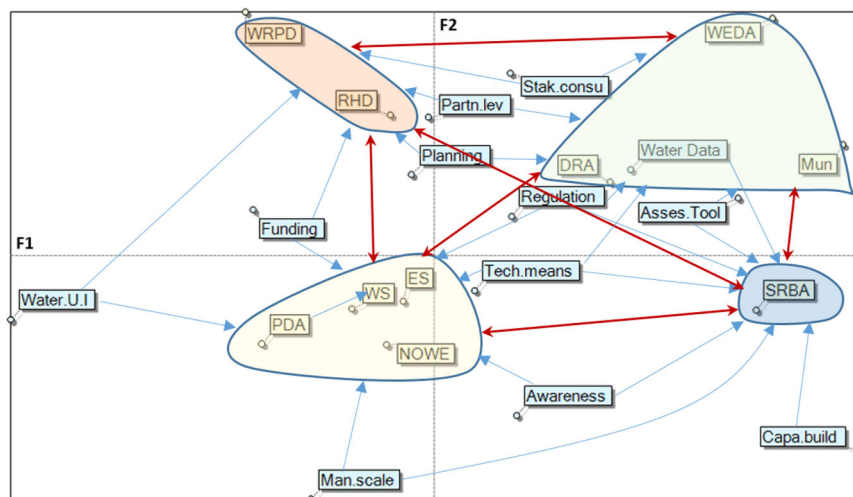 WRPD
F2
WEDA
Stak.consu
RHD
Partn.lev
Planning
Water Data
DRA
Mun
Regulation
Asses.Tool
Funding
F1
Tech.means
ES
Water.U.I
WS
SRBA
PDA
NOWE
Awareness
Capa.build
Man.scale